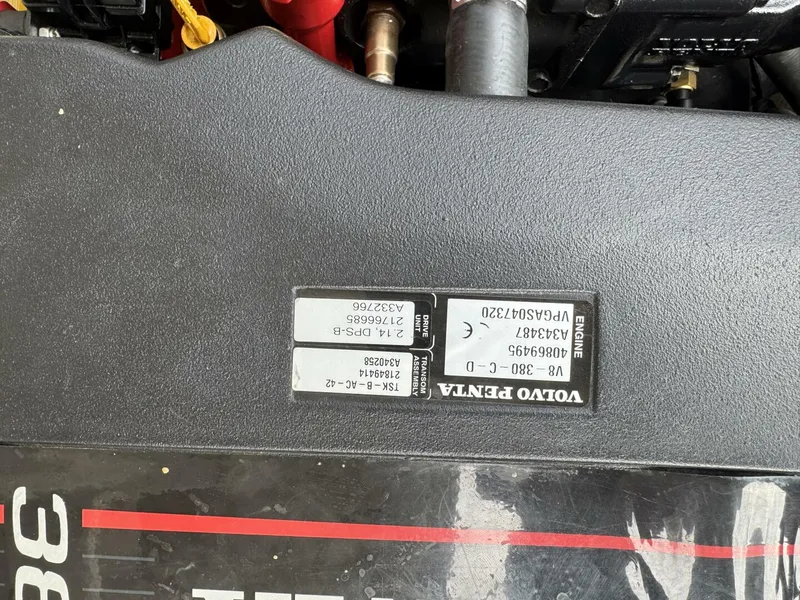 VOLVO PENTA
ENGINE
V8-380-C-D
40869495
A343487
VPGAS047320
TRANSOM
ASSEMBLY
TSK-B-AC-42
21849414
A340258
DRIVE
UNIT
2.14, DPS-B
21766685
A332766
38